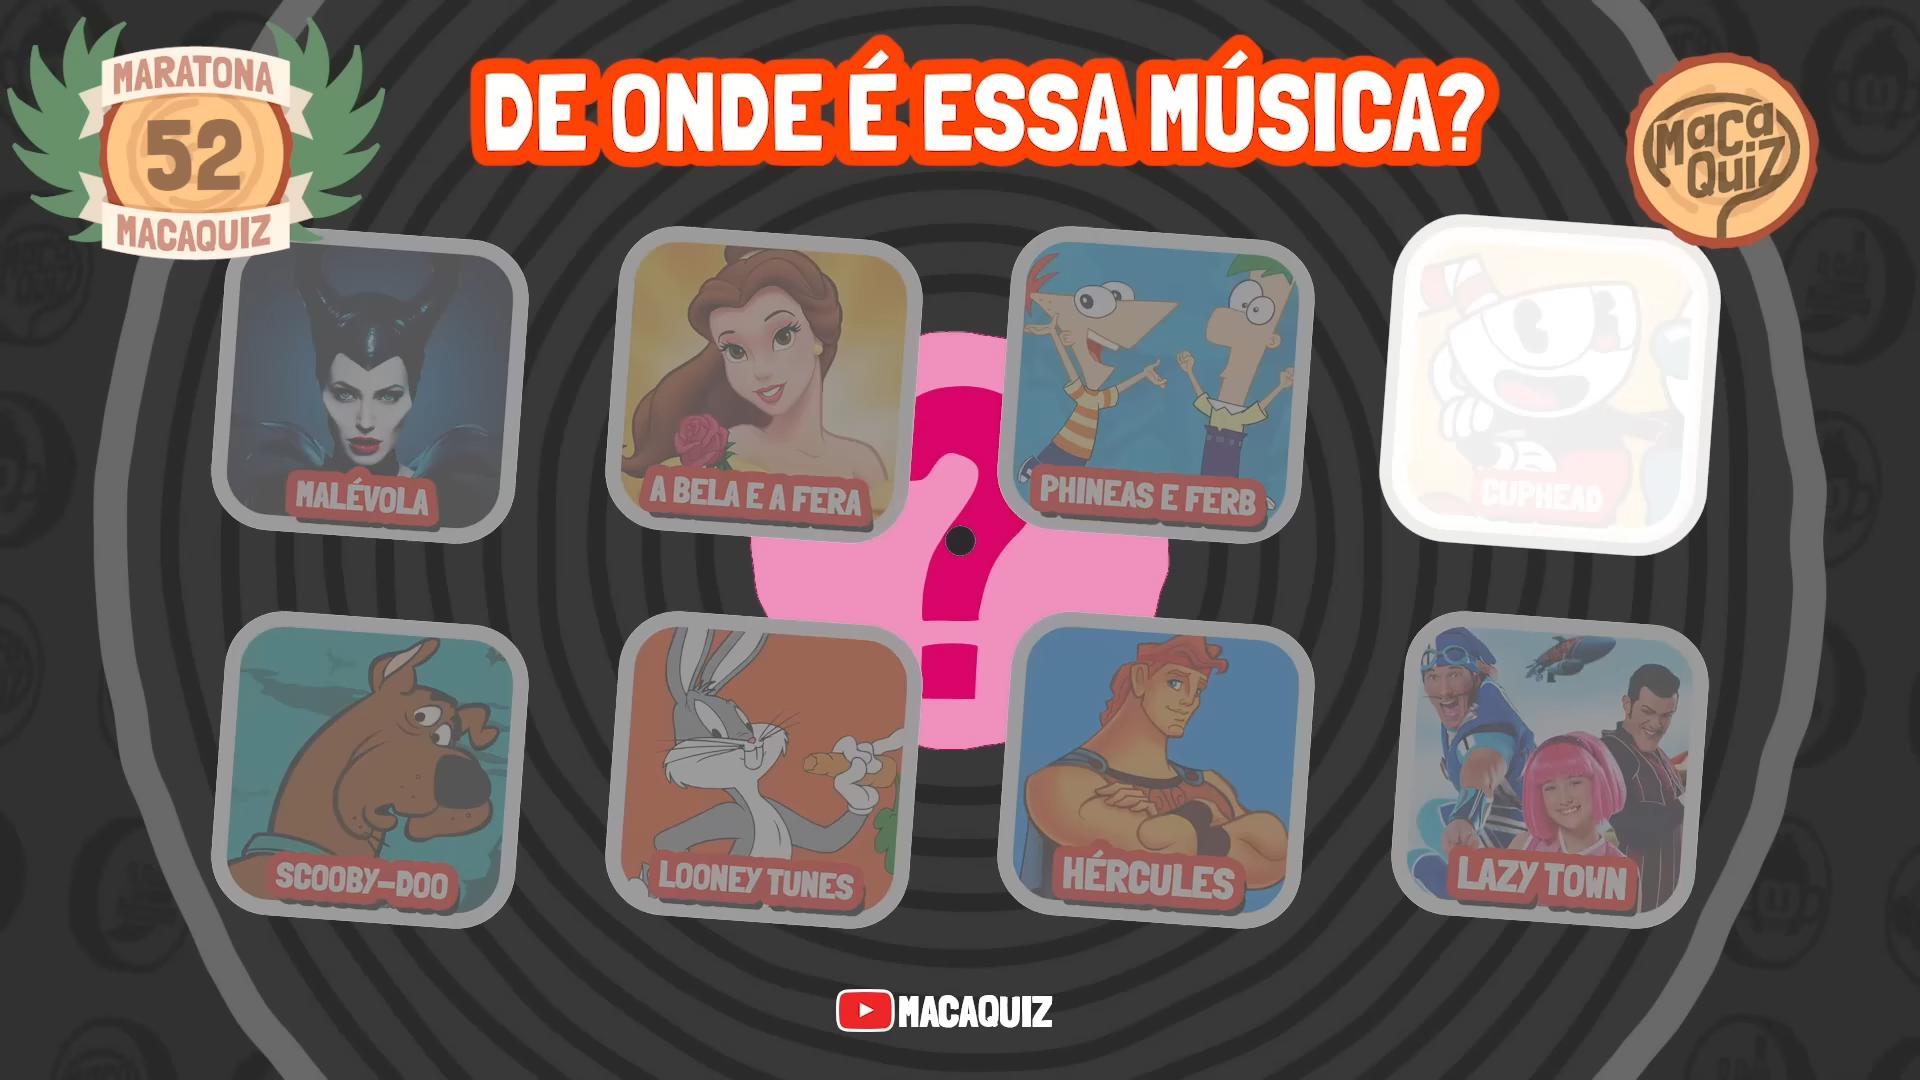 MARATONA
52
MACAQUIZ
DE ONDE É ESSA MÚSICA?
MacaQuiz
MALÉVOLA
A BELA E A FERA
PHINEAS E FERB
CUPHEAD
SCOOBY-DOO
LOONEY TUNES
HÉRCULES
LAZY TOWN
MACAQUIZ